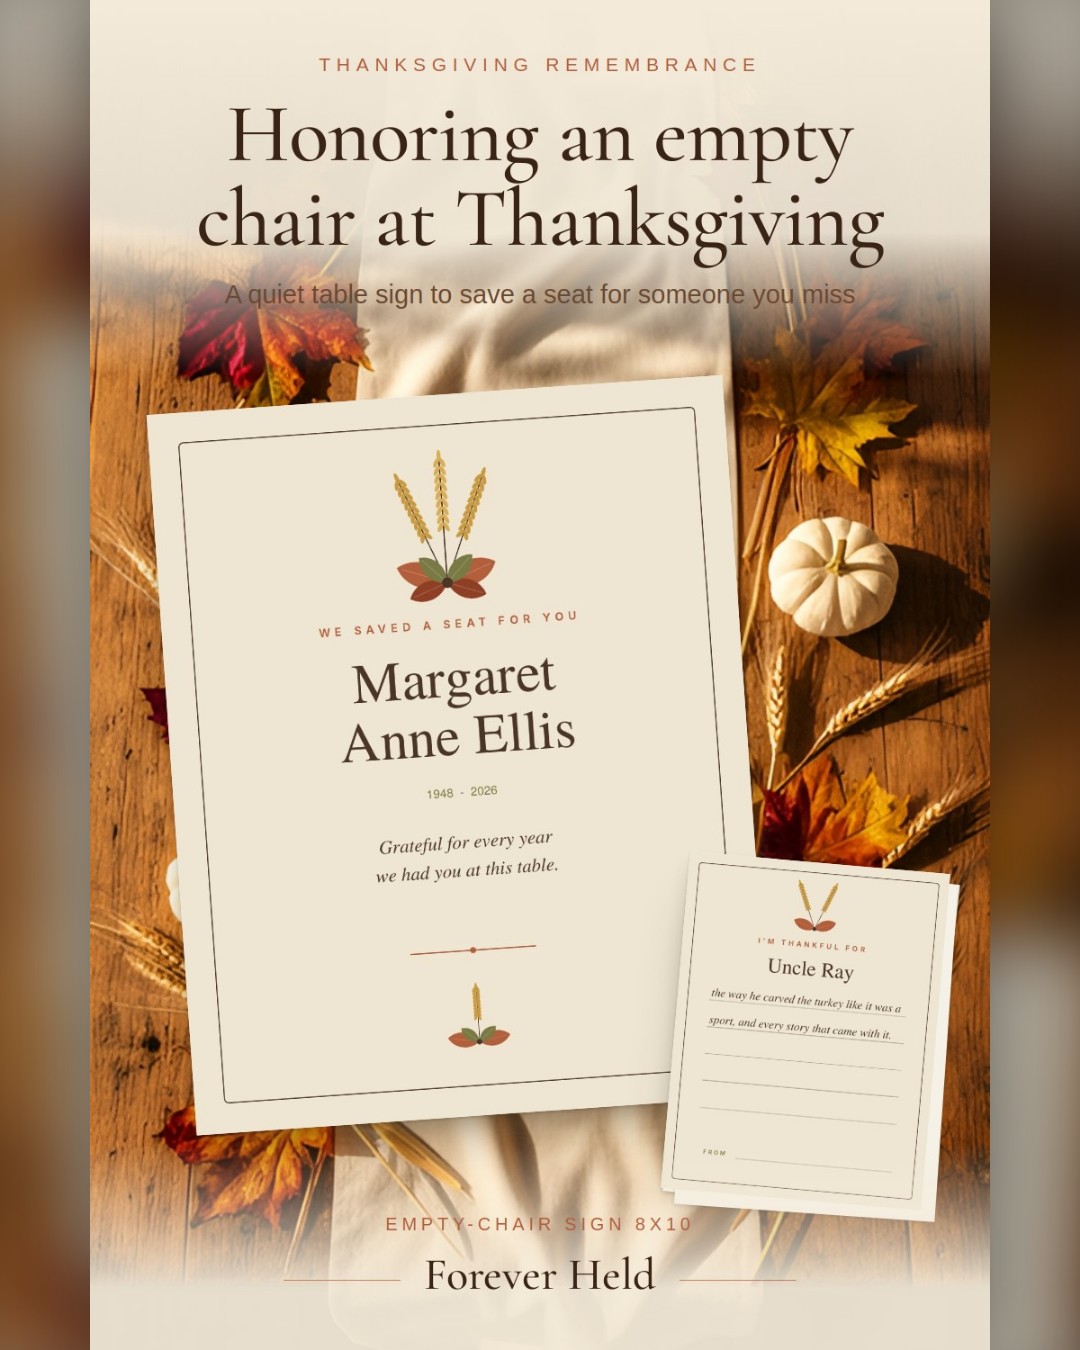 THANKSGIVING REMEMBRANCE
Honoring an empty
chair at Thanksgiving
A quiet table sign to save a seat for someone you miss
WE SAVED A SEAT FOR YOU
Margaret
Anne Ellis
1948 - 2026
Grateful for every year
we had you at this table.
I'M THANKFUL FOR
Uncle Ray
the way he carved the turkey like it was a
sport, and every story that came with it.
FROM
EMPTY-CHAIR SIGN 8X10
Forever Held